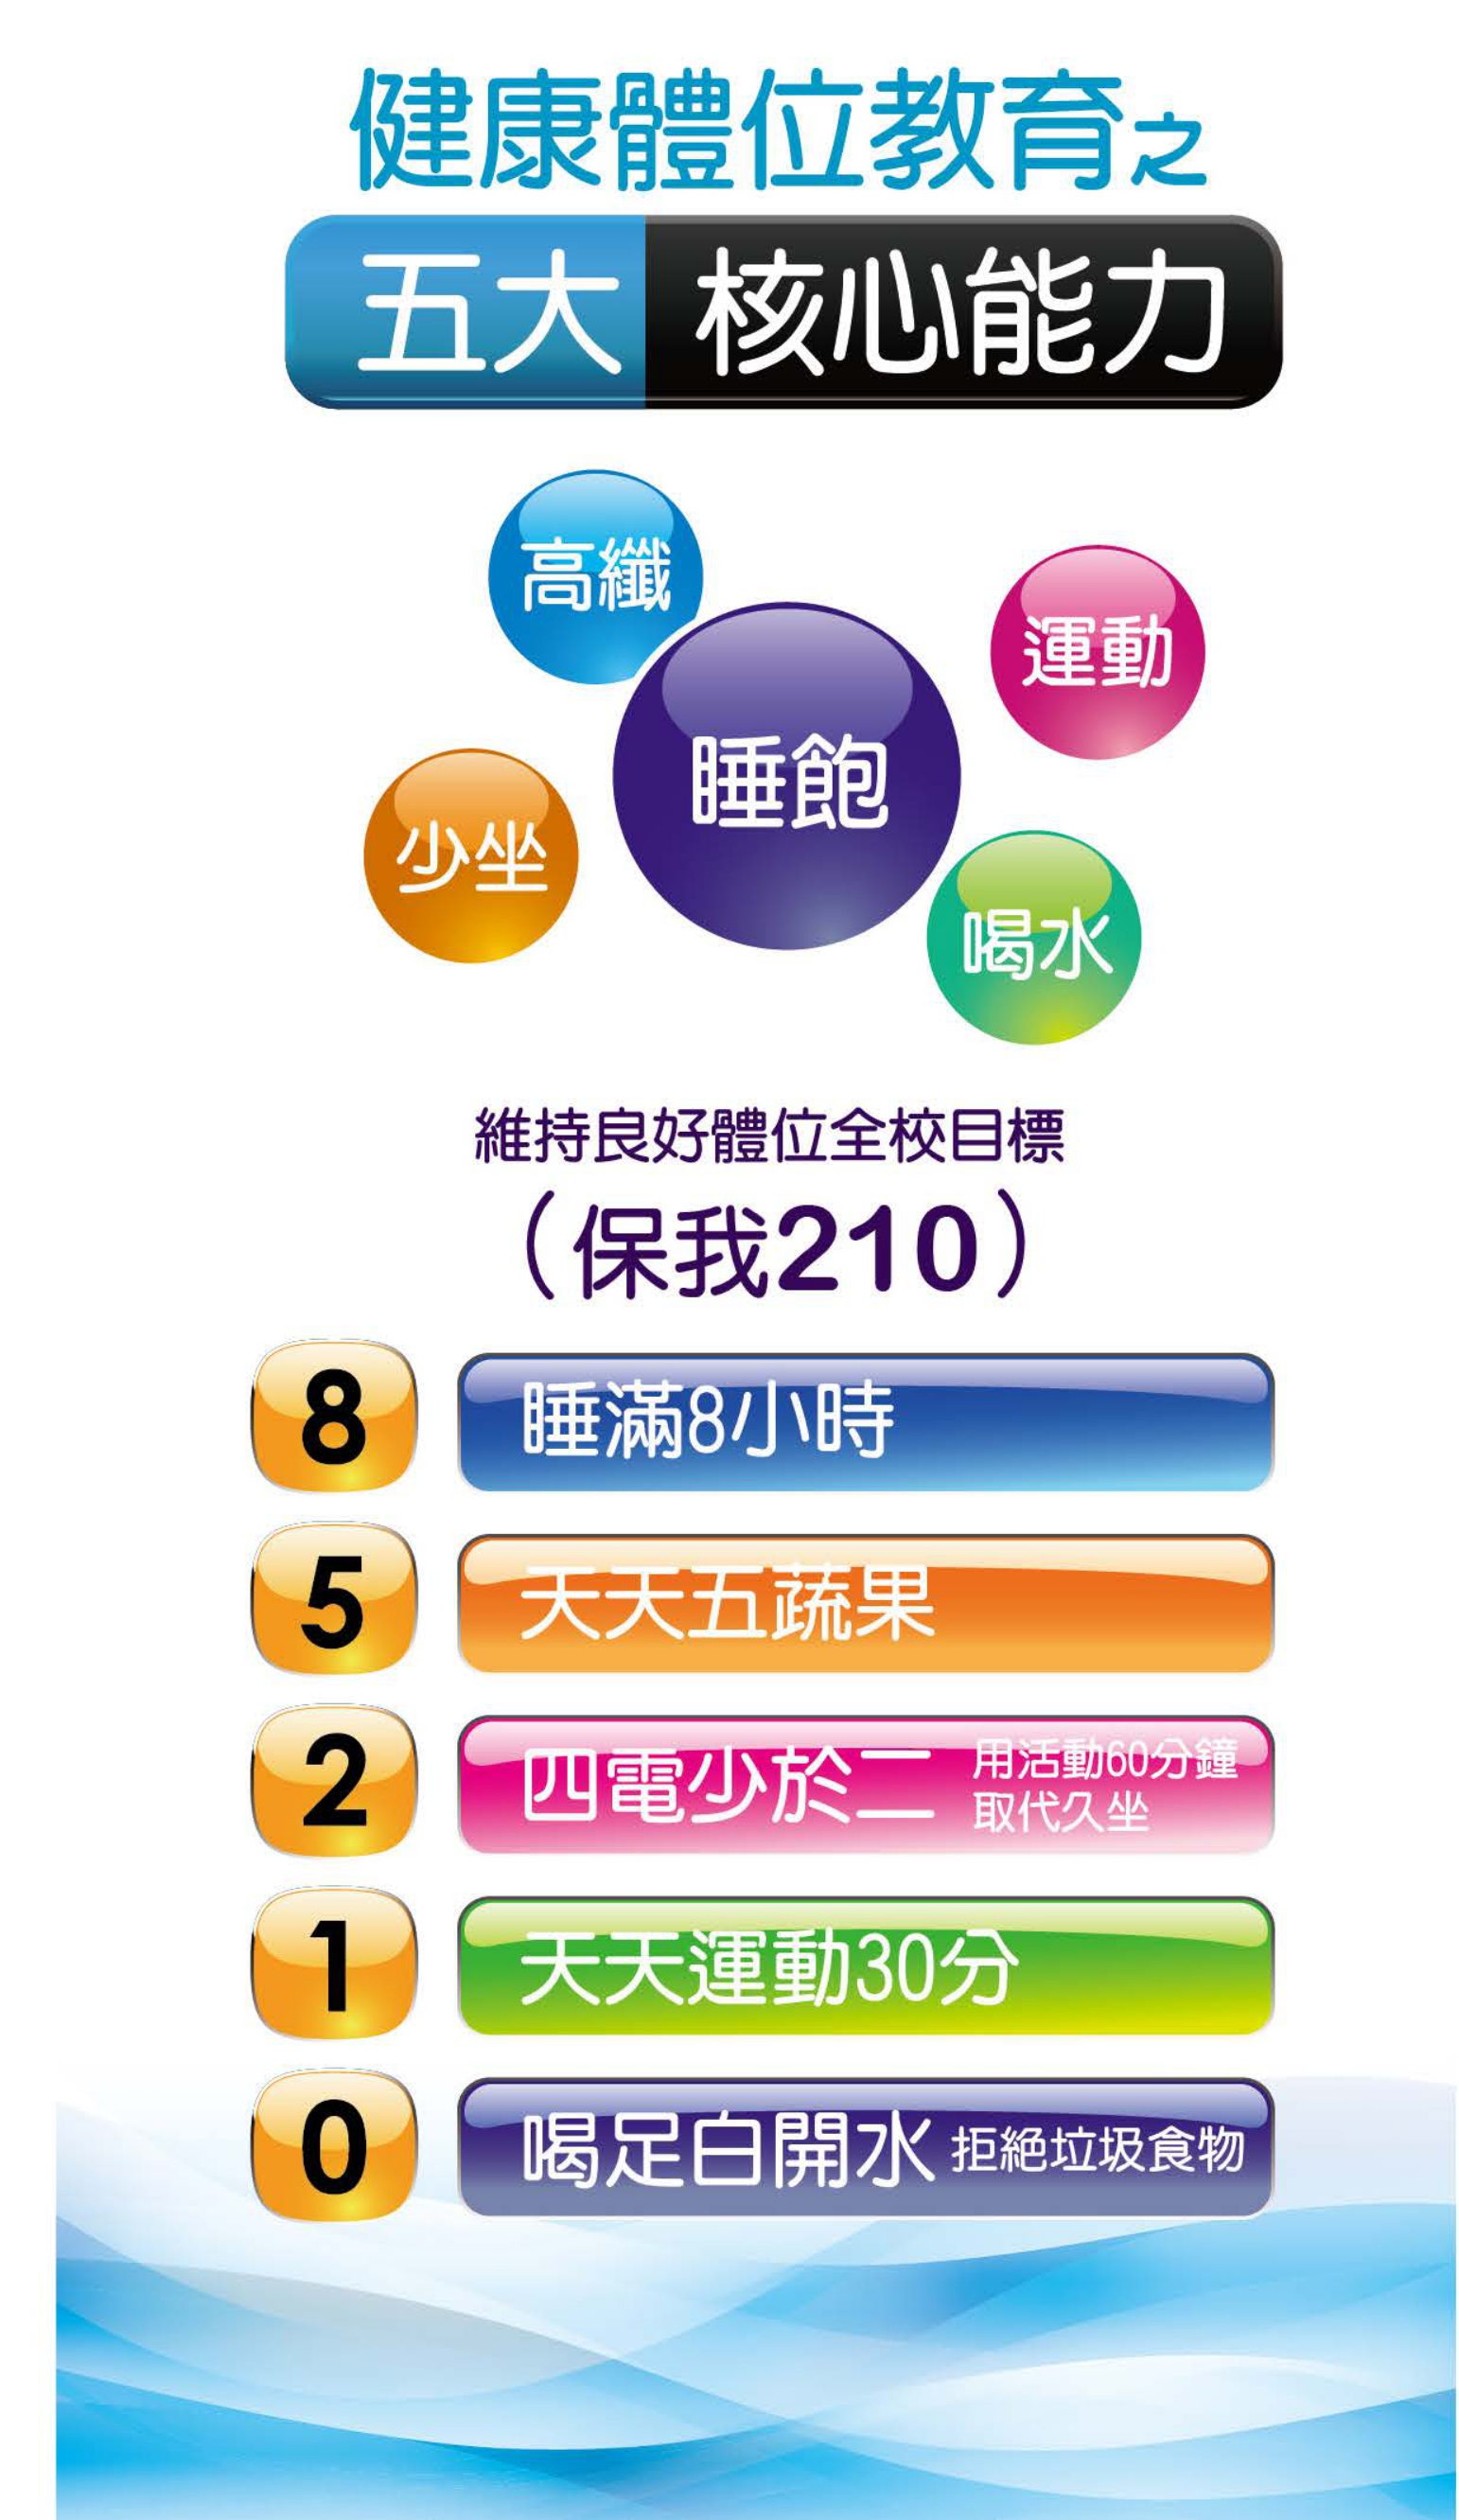 健康體位教育之
五大 核心能力
高纖
運動
睡飽
少坐
喝水
維持良好體位全校目標
（保我210）
8 睡滿8小時
5 天天五蔬果
2 四電少於二 用活動60分鐘
取代久坐
1 天天運動30分
0 喝足白開水 拒絕垃圾食物